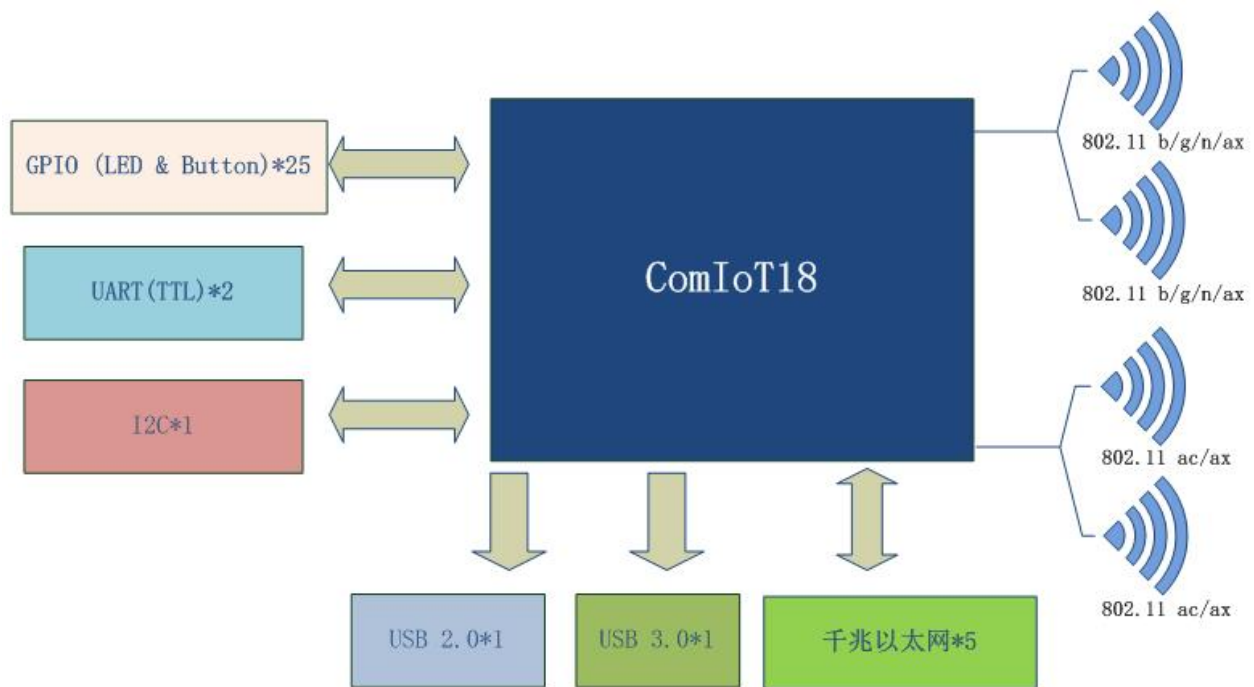 802.11 b/g/n/ax
GPIO (LED & Button)*25
ComIoT18
UART(TTL)*2
802.11 b/g/n/ax
I2C*1
802.11 ac/ax
USB 2.0*1
USB 3.0*1
千兆以太网*5
802.11 ac/ax